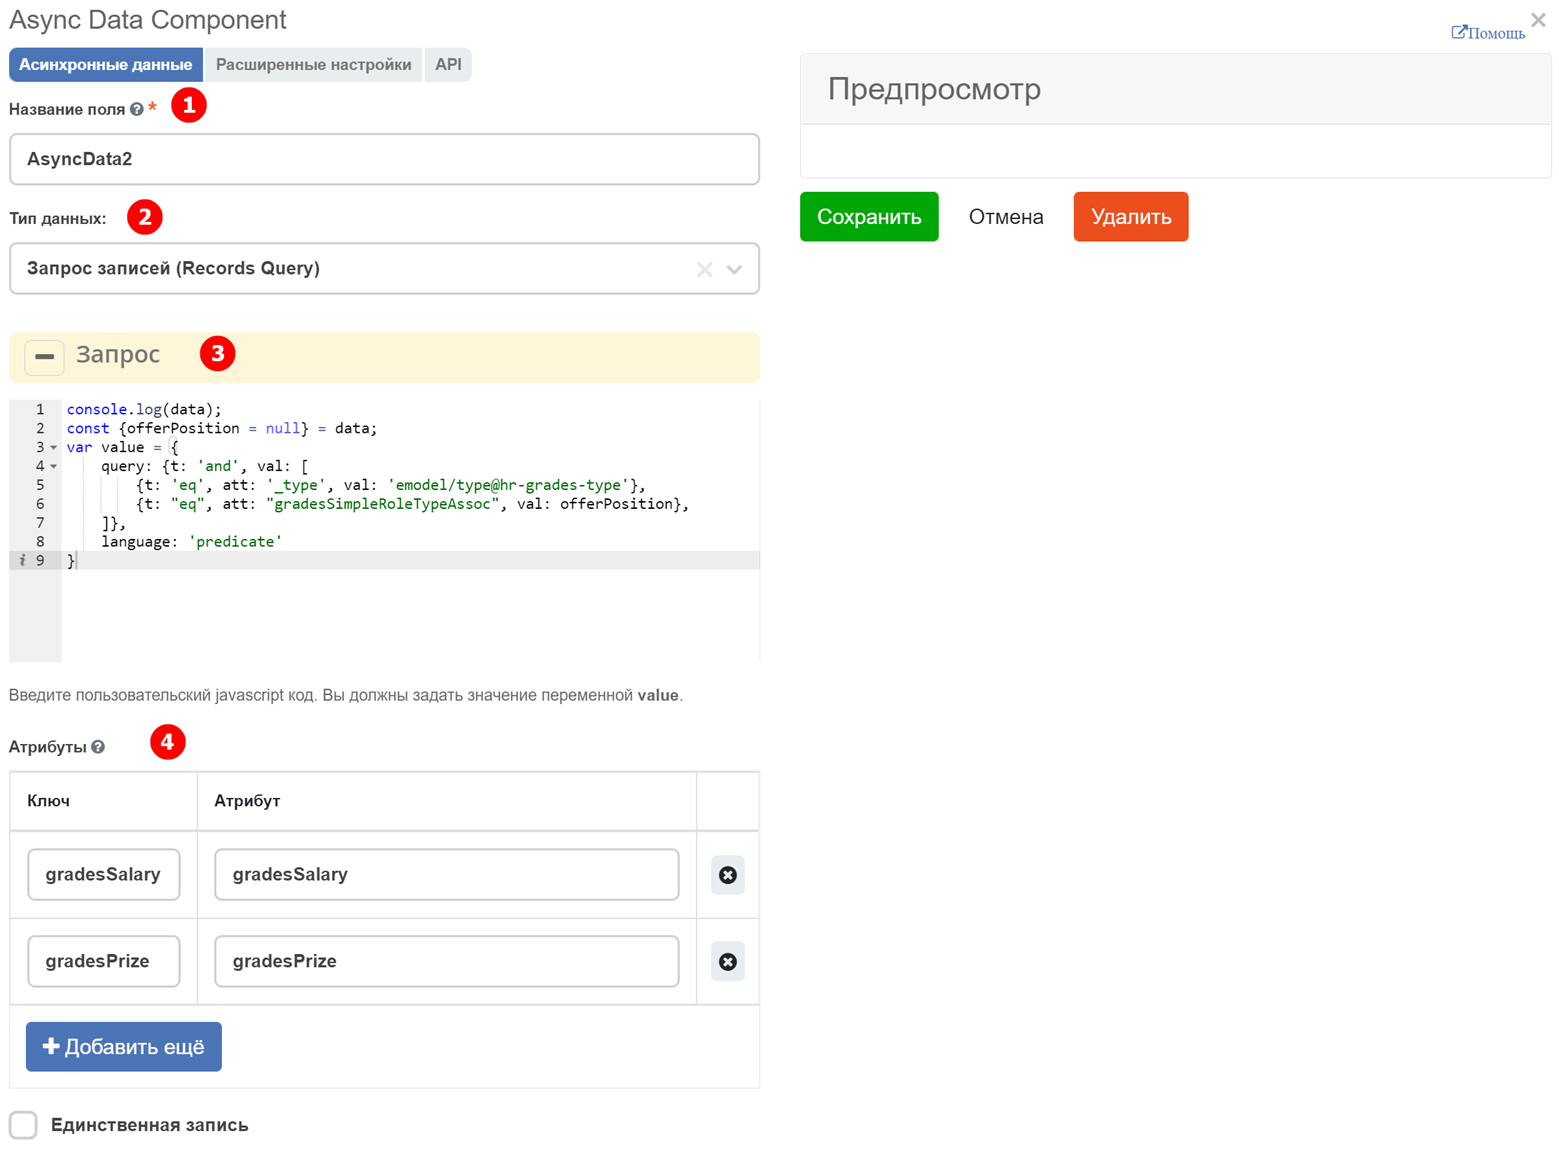 Async Data Component
Помощь
Асинхронные данные
Расширенные настройки
API
Название поля *
1
AsyncData2
Тип данных:
2
Запрос записей (Records Query)
Запрос
3
1 console.log(data);
2 const {offerPosition = null} = data;
3 var value = {
4     query: {t: 'and', val: [
5         {t: 'eq', att: '_type', val: 'emodel/type@hr-grades-type'},
6         {t: "eq", att: "gradesSimpleRoleTypeAssoc", val: offerPosition},
7     ]},
8     language: 'predicate'
i 9 }
Введите пользовательский javascript код. Вы должны задать значение переменной value.
Атрибуты
4
Ключ Атрибут
gradesSalary gradesSalary
gradesPrize gradesPrize
Добавить ещё
Единственная запись
Предпросмотр
Сохранить
Отмена
Удалить